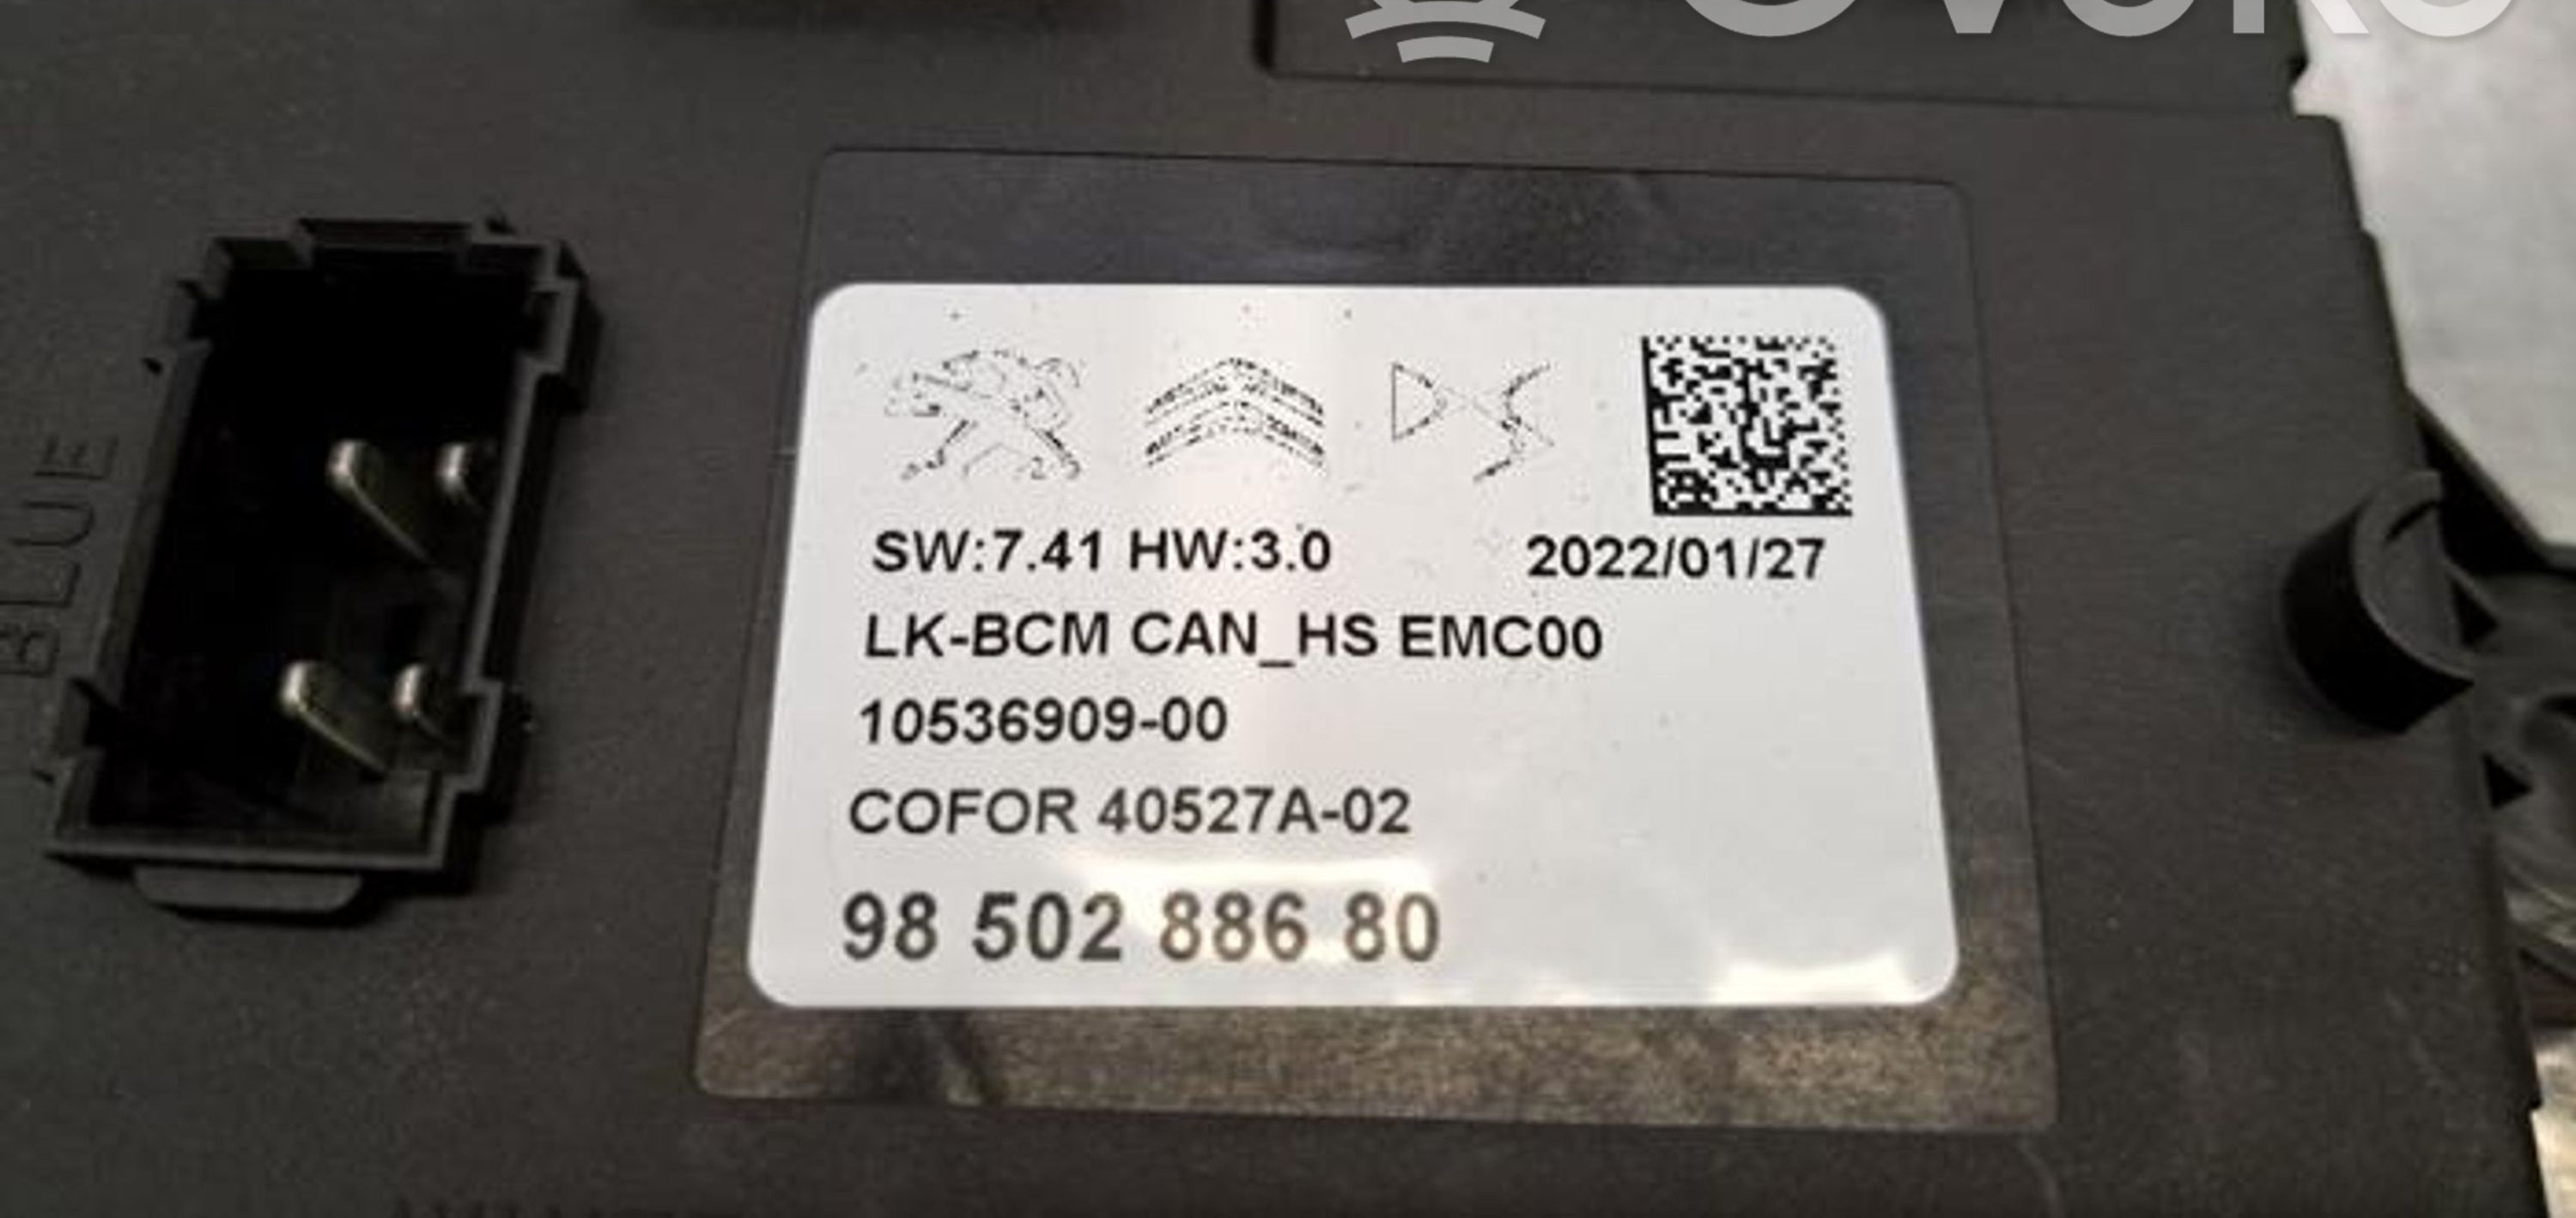 BLUE
SW:7.41 HW:3.0 2022/01/27
LK-BCM CAN_HS EMC00
10536909-00
COFOR 40527A-02
98 502 886 80